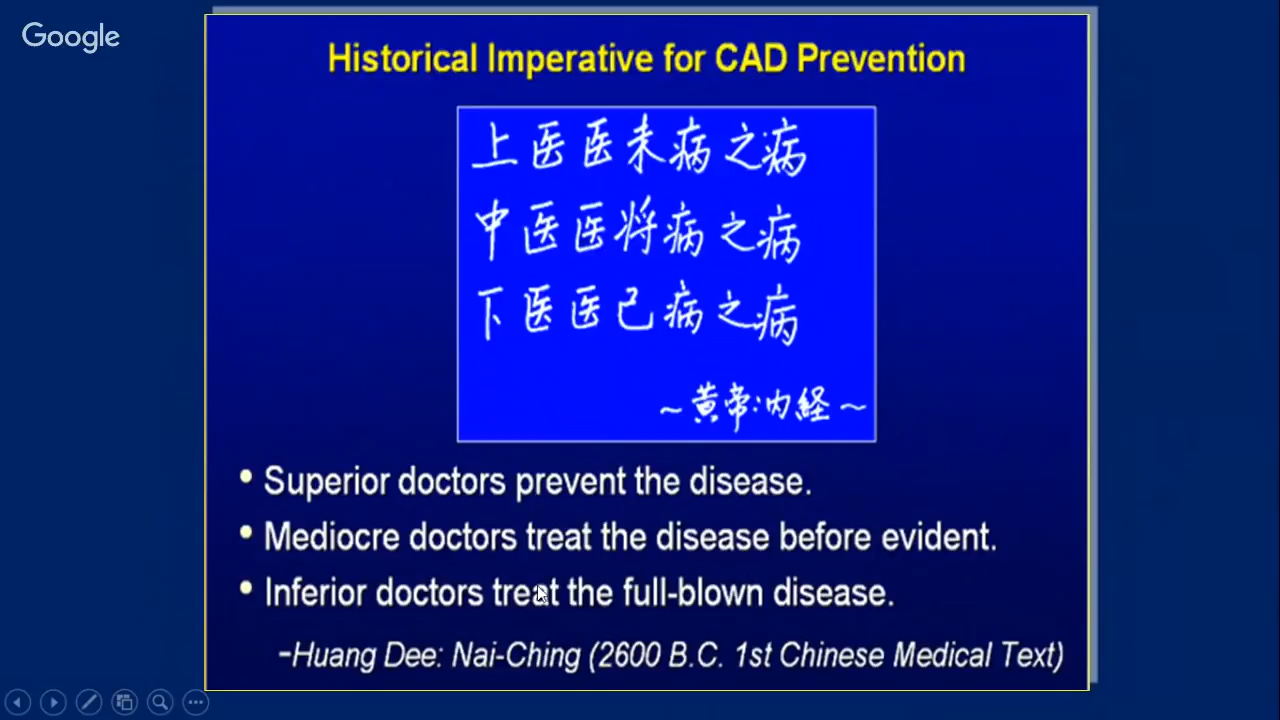 Google
Historical Imperative for CAD Prevention
上医医未病之病
中医医将病之病
下医医已病之病
~黄帝:内経~
• Superior doctors prevent the disease.
• Mediocre doctors treat the disease before evident.
• Inferior doctors treat the full-blown disease.
–Huang Dee: Nai-Ching (2600 B.C. 1st Chinese Medical Text)